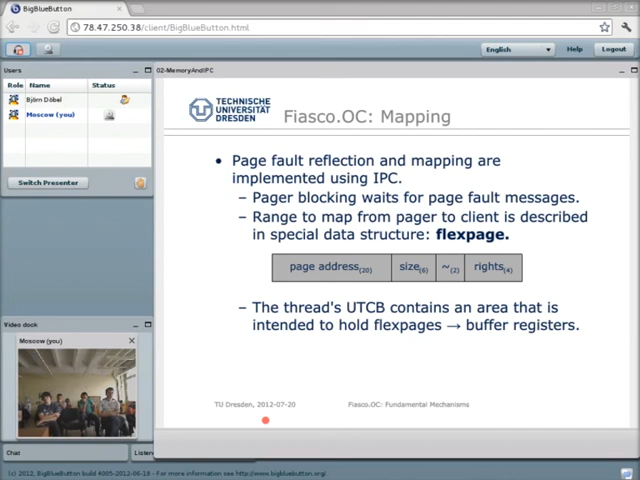 BigBlueButton
78.47.250.38/client/BigBlueButton.html
English
Help
Logout
Users
Role Name Status
Björn Döbel
Moscow (you)
Switch Presenter
Video dock
Moscow (you)
Chat
Listen
02-MemoryAndIPC
TECHNISCHE
UNIVERSITÄT
DRESDEN
Fiasco.OC: Mapping
• Page fault reflection and mapping are
implemented using IPC.
– Pager blocking waits for page fault messages.
– Range to map from pager to client is described
in special data structure: flexpage.
page address(20) size(6) ~(2) rights(4)
– The thread's UTCB contains an area that is
intended to hold flexpages → buffer registers.
TU Dresden, 2012-07-20 Fiasco.OC: Fundamental Mechanisms
(c) 2012, BigBlueButton build 4005-2012-06-18 - For more information see http://www.bigbluebutton.org/.